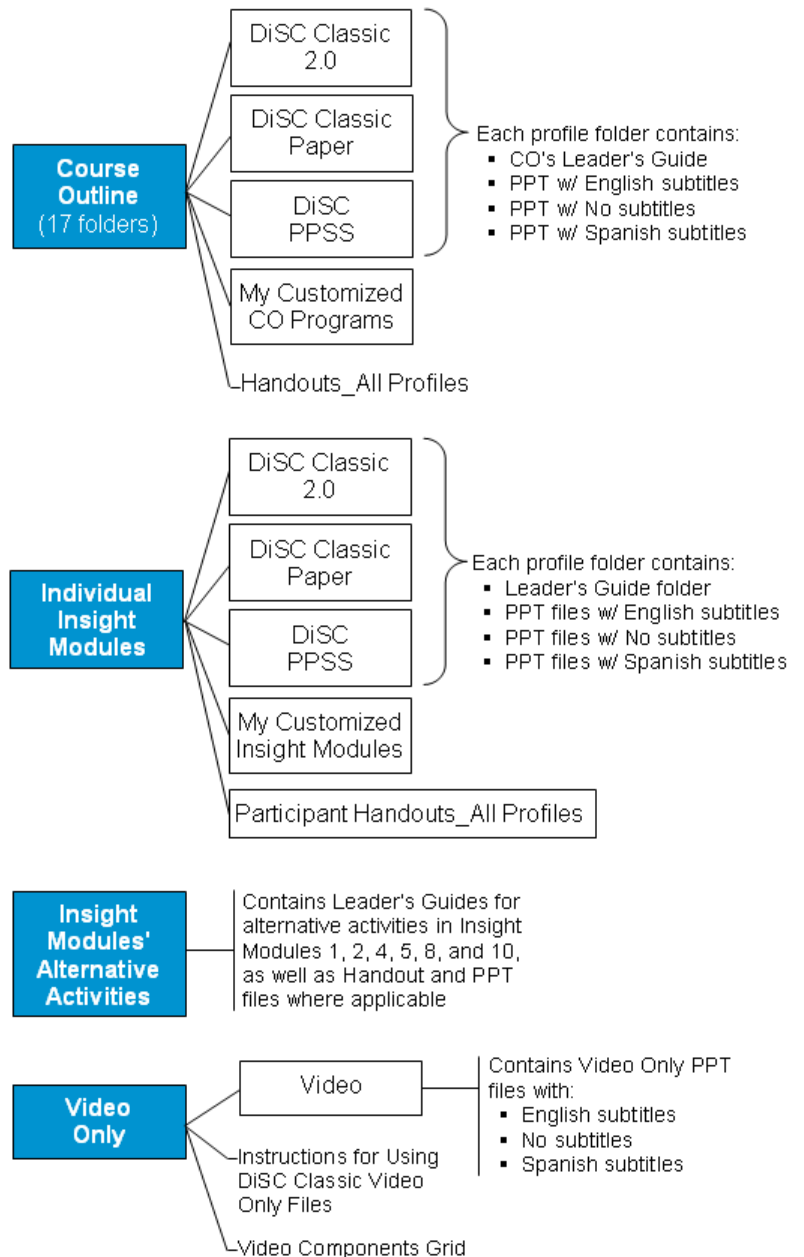 DiSC Classic
2.0
DiSC Classic
Paper
DiSC
PPSS
My Customized
CO Programs
Handouts_All Profiles
Course
Outline
(17 folders)
Each profile folder contains:
▪ CO's Leader's Guide
▪ PPT w/ English subtitles
▪ PPT w/ No subtitles
▪ PPT w/ Spanish subtitles
DiSC Classic
2.0
DiSC Classic
Paper
DiSC
PPSS
My Customized
Insight Modules
Participant Handouts_All Profiles
Individual
Insight
Modules
Each profile folder contains:
▪ Leader's Guide folder
▪ PPT files w/ English subtitles
▪ PPT files w/ No subtitles
▪ PPT files w/ Spanish subtitles
Insight
Modules'
Alternative
Activities
Contains Leader's Guides for
alternative activities in Insight
Modules 1, 2, 4, 5, 8, and 10,
as well as Handout and PPT
files where applicable
Video
Only
Video
Instructions for Using
DiSC Classic Video
Only Files
Video Components Grid
Contains Video Only PPT
files with:
▪ English subtitles
▪ No subtitles
▪ Spanish subtitles